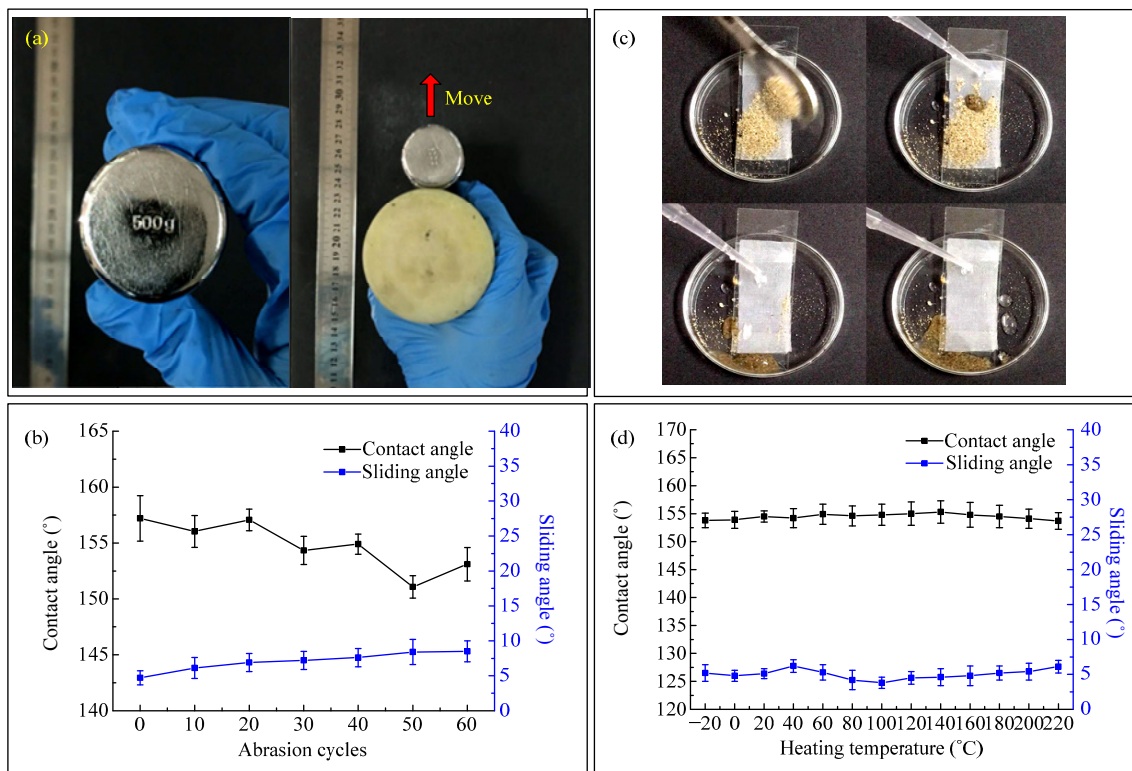 (a)
500g
Move
(c)
(b)
165
160
155
150
145
140
Contact angle (°)
Contact angle
Sliding angle
40
35
30
25
20
15
10
5
0
Sliding angle (°)
0 10 20 30 40 50 60
Abrasion cycles
(d)
170
165
160
155
150
145
140
135
130
125
120
Contact angle (°)
Contact angle
Sliding angle
40
35
30
25
20
15
10
5
0
Sliding angle (°)
−20 0 20 40 60 80 100 120 140 160 180 200 220
Heating temperature (°C)